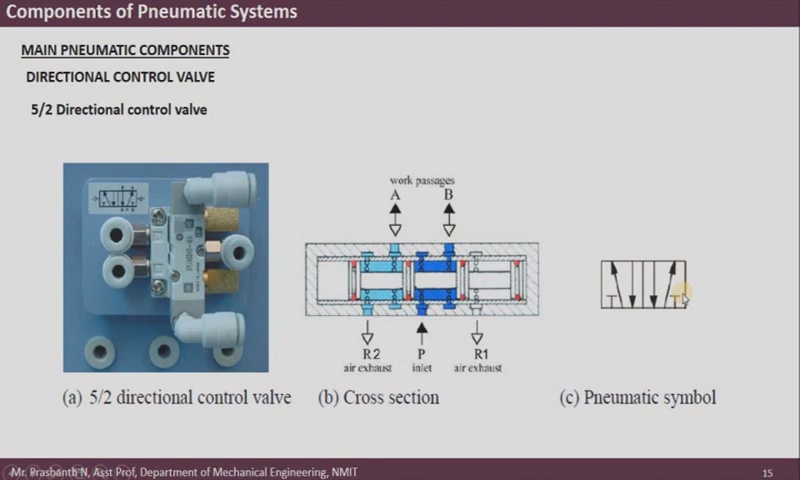 Components of Pneumatic Systems
MAIN PNEUMATIC COMPONENTS
DIRECTIONAL CONTROL VALVE
5/2 Directional control valve
work passages
A B
R2 P R1
air exhaust inlet air exhaust
(a) 5/2 directional control valve (b) Cross section (c) Pneumatic symbol
Mr. Prashanth N, Asst Prof, Department of Mechanical Engineering, NMIT 15